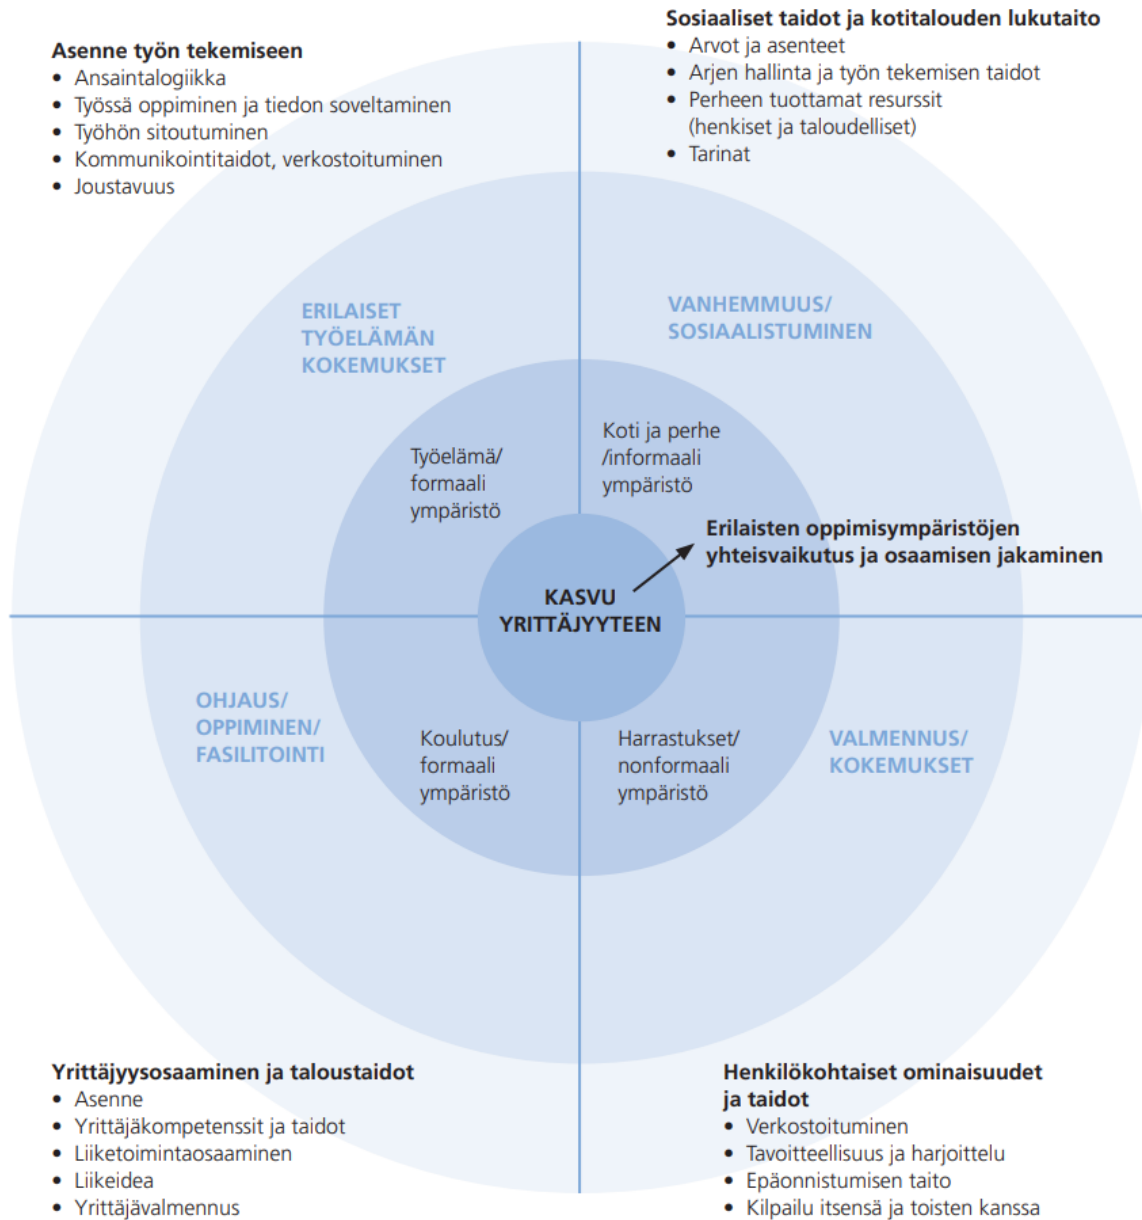 Asenne työn tekemiseen
• Ansaintalogiikka
• Työssä oppiminen ja tiedon soveltaminen
• Työhön sitoutuminen
• Kommunikointitaidot, verkostoituminen
• Joustavuus
Sosiaaliset taidot ja kotitalouden lukutaito
• Arvot ja asenteet
• Arjen hallinta ja työn tekemisen taidot
• Perheen tuottamat resurssit
(henkiset ja taloudelliset)
• Tarinat
ERILAISET
TYÖELÄMÄN
KOKEMUKSET
VANHEMMUUS/
SOSIAALISTUMINEN
Työelämä/
formaali
ympäristö
Koti ja perhe
/informaali
ympäristö
Erilaisten oppimisympäristöjen
yhteisvaikutus ja osaamisen jakaminen
KASVU
YRITTÄJYYTEEN
OHJAUS/
OPPIMINEN/
FASILITOINTI
Koulutus/
formaali
ympäristö
Harrastukset/
nonformaali
ympäristö
VALMENNUS/
KOKEMUKSET
Yrittäjyysosaaminen ja taloustaidot
• Asenne
• Yrittäjäkompetenssit ja taidot
• Liiketoimintaosaaminen
• Liikeidea
• Yrittäjävalmennus
Henkilökohtaiset ominaisuudet
ja taidot
• Verkostoituminen
• Tavoitteellisuus ja harjoittelu
• Epäonnistumisen taito
• Kilpailu itsensä ja toisten kanssa